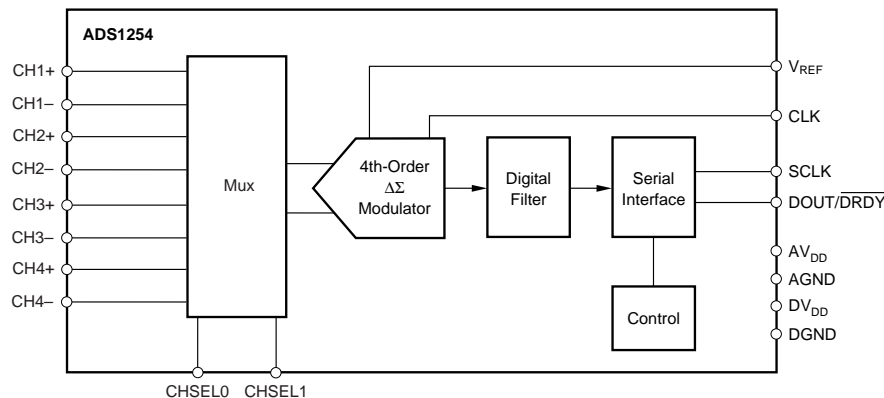 ADS1254
CH1+
CH1–
CH2+
CH2–
CH3+
CH3–
CH4+
CH4–
Mux
4th-Order
ΔΣ
Modulator
Digital
Filter
Serial
Interface
Control
VREF
CLK
SCLK
DOUT/DRDY
AVDD
AGND
DVDD
DGND
CHSEL0 CHSEL1